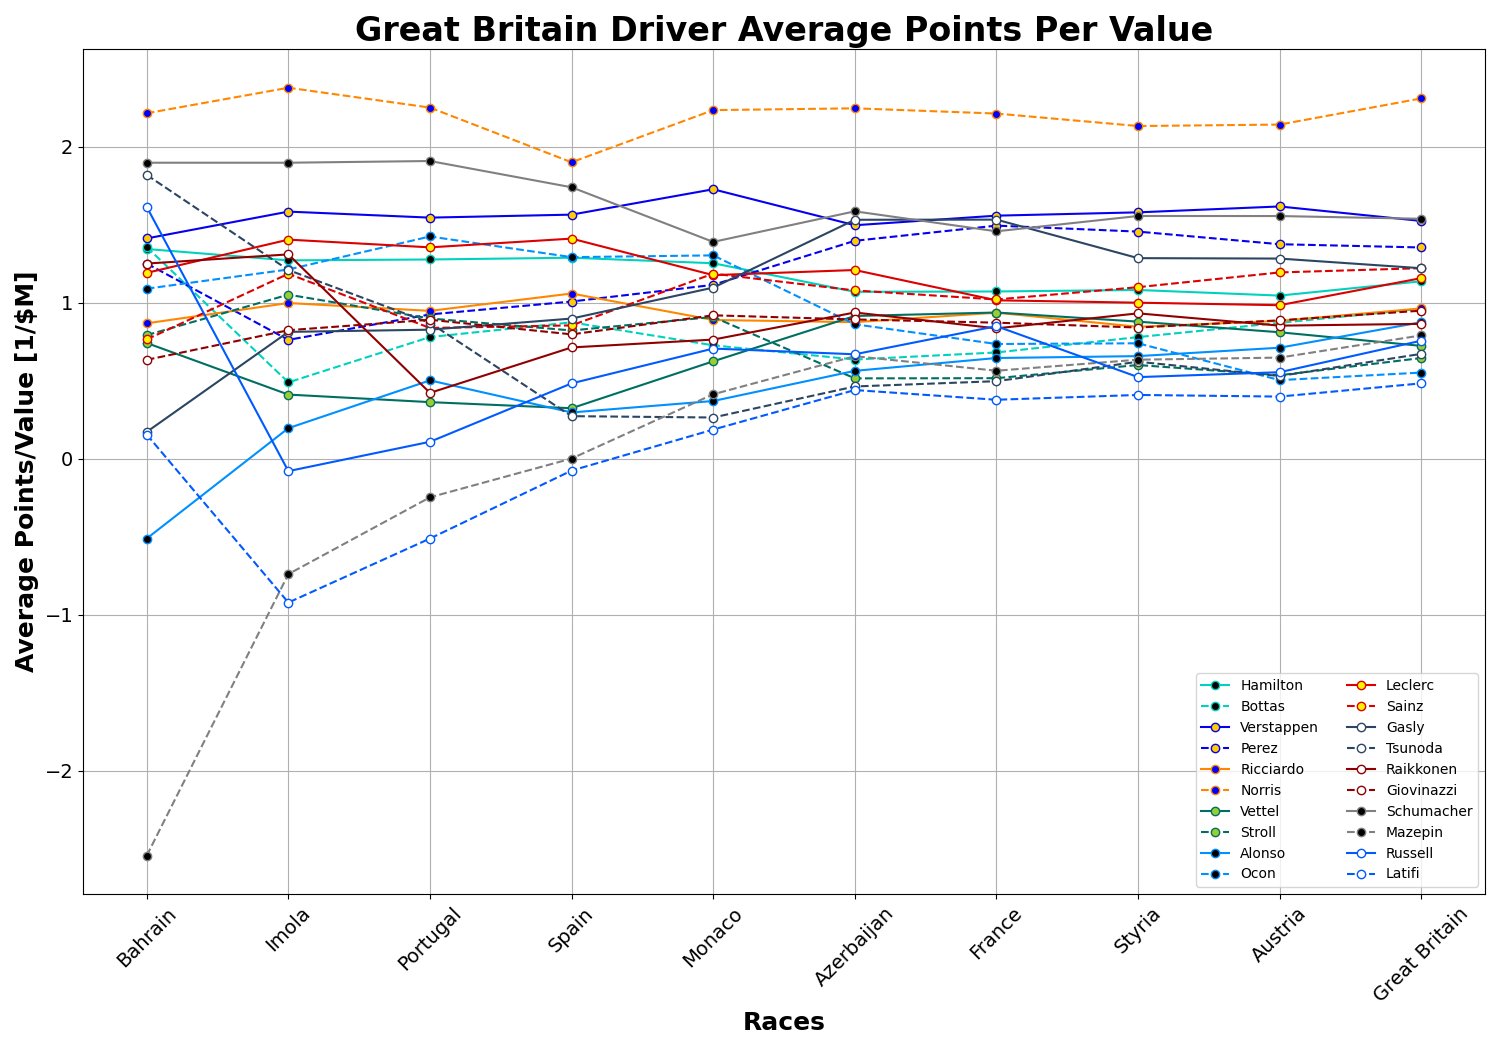 Great Britain Driver Average Points Per Value
Average Points/Value [1/$M]
2
1
0
−1
−2
Hamilton
Bottas
Verstappen
Perez
Ricciardo
Norris
Vettel
Stroll
Alonso
Ocon
Leclerc
Sainz
Gasly
Tsunoda
Raikkonen
Giovinazzi
Schumacher
Mazepin
Russell
Latifi
Bahrain
Imola
Portugal
Spain
Monaco
Azerbaijan
France
Styria
Austria
Great Britain
Races